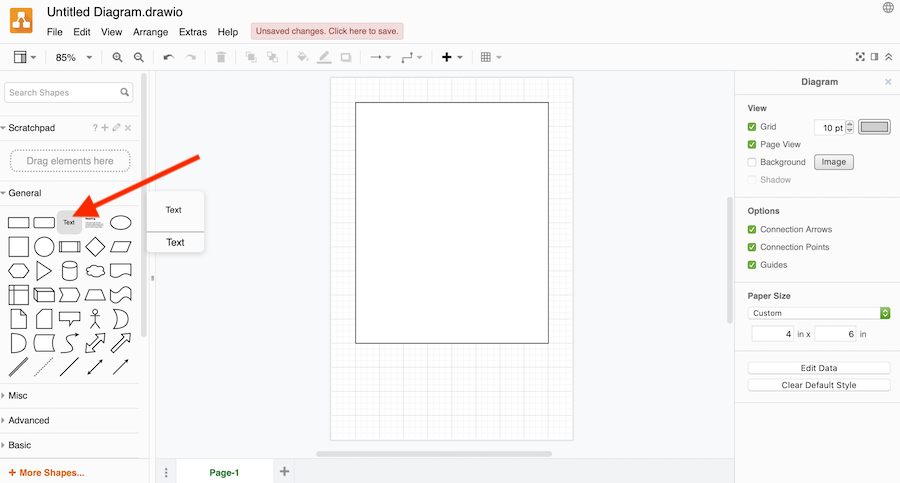 Untitled Diagram.drawio
File Edit View Arrange Extras Help Unsaved changes. Click here to save.
85%
Search Shapes
Scratchpad ?
Drag elements here
General
Text
Text
Text
Misc
Advanced
Basic
+ More Shapes...
Page-1
Diagram
View
Grid 10 pt
Page View
Background Image
Shadow
Options
Connection Arrows
Connection Points
Guides
Paper Size
Custom
4 in x 6 in
Edit Data
Clear Default Style